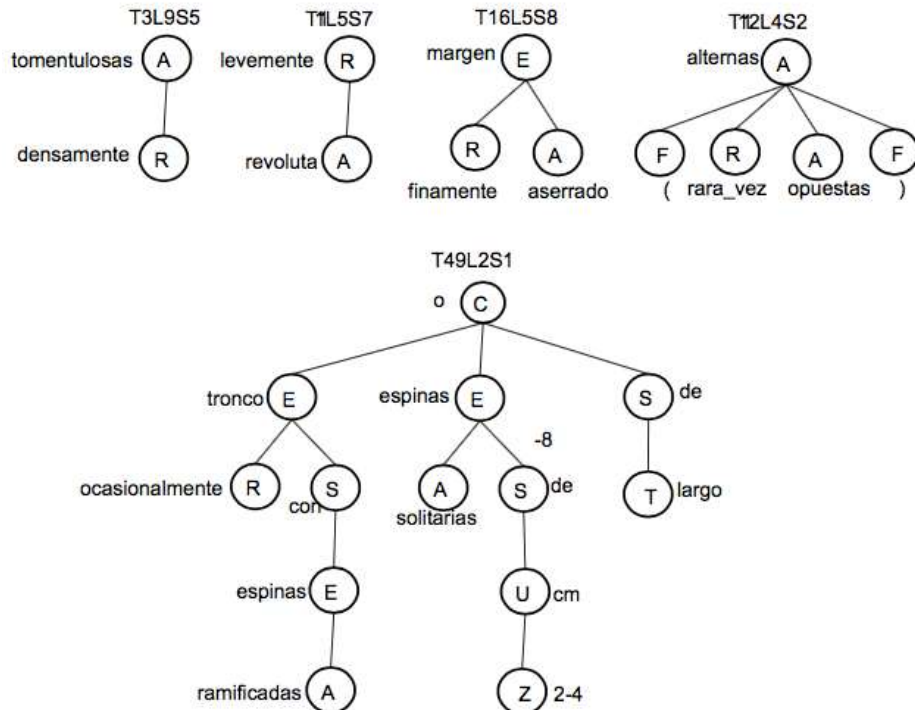 T3L9S5 T11L5S7 T16L5S8 T112L4S2
tomentulosas A levemente R margen E alternas A
densamente R revoluta A R A F R A F
finamente aserrado ( rara_vez opuestas )
T49L2S1
o C
tronco E espinas E S de
-8
ocasionalmente R S con A S de T largo
solitarias
espinas E U cm
ramificadas A Z 2-4